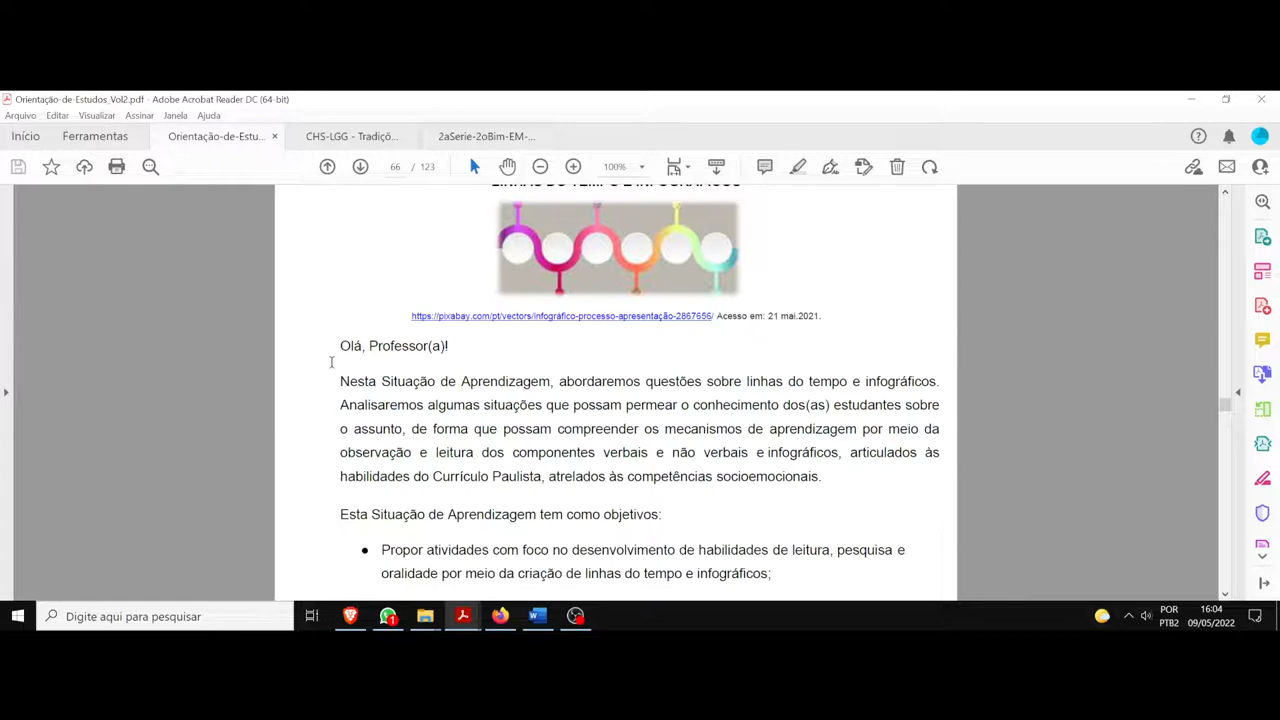 Orientação-de-Estudos_Vol2.pdf - Adobe Acrobat Reader DC (64-bit)
Arquivo Editar Visualizar Assinar Janela Ajuda
Início Ferramentas Orientação-de-Estu... × CHS-LGG - Tradiçõ... 2aSerie-2oBim-EM-...
66 / 123 100%
LINHAS DO TEMPO E INFOGRÁFICOS
https://pixabay.com/pt/vectors/infográfico-processo-apresentação-2867656/ Acesso em: 21 mai.2021.
Olá, Professor(a)!
Nesta Situação de Aprendizagem, abordaremos questões sobre linhas do tempo e infográficos.
Analisaremos algumas situações que possam permear o conhecimento dos(as) estudantes sobre
o assunto, de forma que possam compreender os mecanismos de aprendizagem por meio da
observação e leitura dos componentes verbais e não verbais e infográficos, articulados às
habilidades do Currículo Paulista, atrelados às competências socioemocionais.
Esta Situação de Aprendizagem tem como objetivos:
● Propor atividades com foco no desenvolvimento de habilidades de leitura, pesquisa e
oralidade por meio da criação de linhas do tempo e infográficos;
Digite aqui para pesquisar
1
POR 16:04
PTB2 09/05/2022